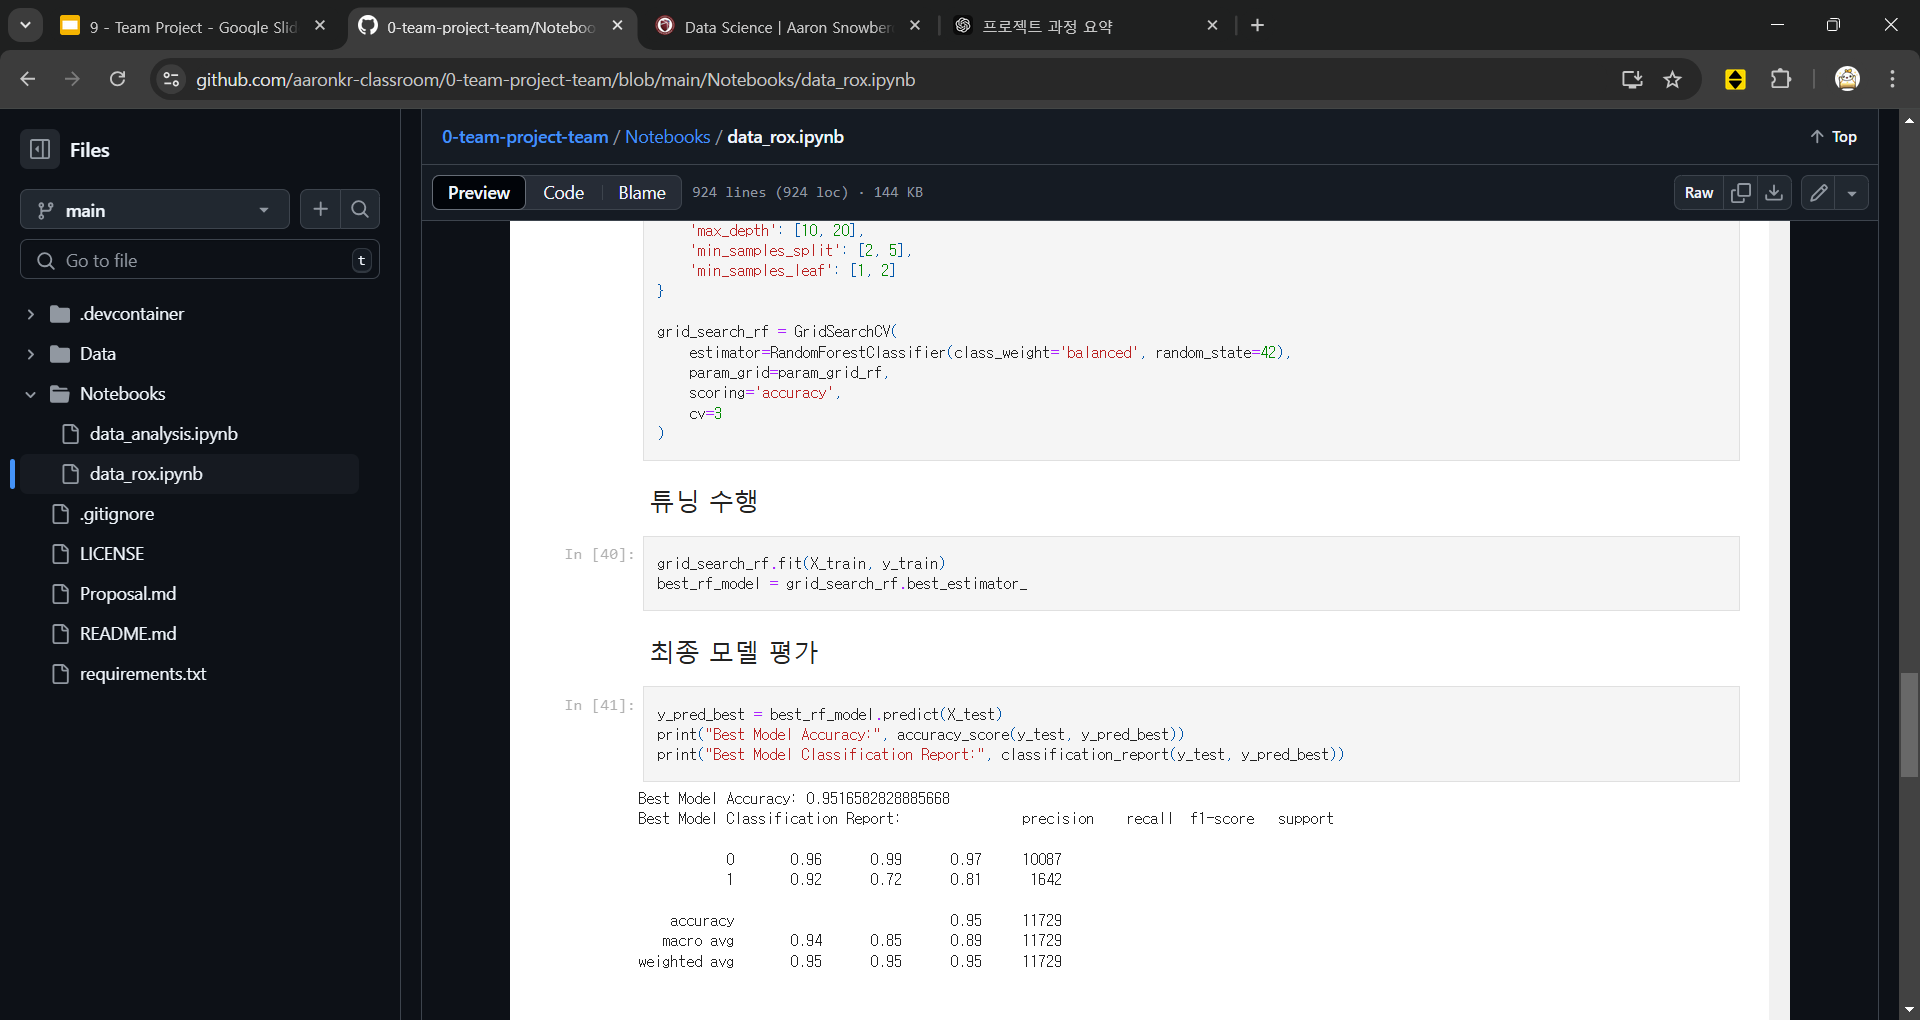 9 - Team Project - Google Slid
0-team-project-team/Noteboo
Data Science | Aaron Snowber
프로젝트 과정 요약
github.com/aaronkr-classroom/0-team-project-team/blob/main/Notebooks/data_rox.ipynb
Files
main
Go to file
t
.devcontainer
Data
Notebooks
data_analysis.ipynb
data_rox.ipynb
.gitignore
LICENSE
Proposal.md
README.md
requirements.txt
0-team-project-team / Notebooks / data_rox.ipynb
Top
Preview Code Blame 924 lines (924 loc) · 144 KB
Raw
'max_depth': [10, 20],
'min_samples_split': [2, 5],
'min_samples_leaf': [1, 2]
}
grid_search_rf = GridSearchCV(
estimator=RandomForestClassifier(class_weight='balanced', random_state=42),
param_grid=param_grid_rf,
scoring='accuracy',
cv=3
)
튜닝 수행
In [40]:
grid_search_rf.fit(X_train, y_train)
best_rf_model = grid_search_rf.best_estimator_
최종 모델 평가
In [41]:
y_pred_best = best_rf_model.predict(X_test)
print("Best Model Accuracy:", accuracy_score(y_test, y_pred_best))
print("Best Model Classification Report:", classification_report(y_test, y_pred_best))
Best Model Accuracy: 0.9516582828885668
Best Model Classification Report: precision recall f1-score support
0 0.96 0.99 0.97 10087
1 0.92 0.72 0.81 1642
accuracy 0.95 11729
macro avg 0.94 0.85 0.89 11729
weighted avg 0.95 0.95 0.95 11729